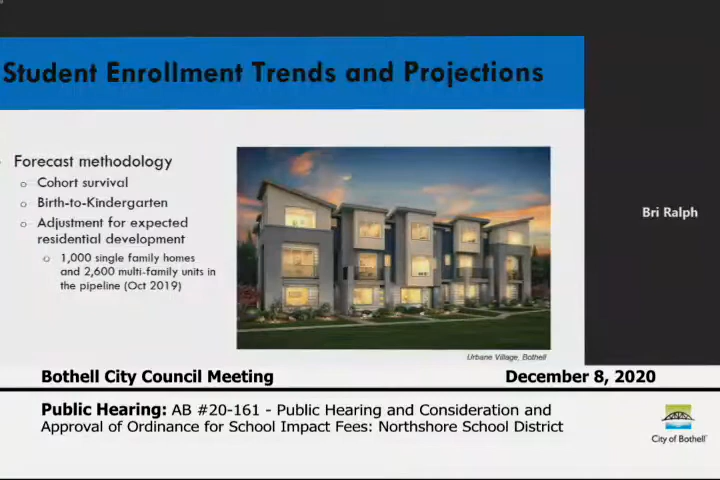 Student Enrollment Trends and Projections
Forecast methodology
Cohort survival
Birth-to-Kindergarten
Adjustment for expected
residential development
1,000 single family homes
and 2,600 multi-family units in
the pipeline (Oct 2019)
Urbane Village, Bothell
Bri Ralph
Bothell City Council Meeting
December 8, 2020
Public Hearing: AB #20-161 - Public Hearing and Consideration and
Approval of Ordinance for School Impact Fees: Northshore School District
City of Bothell